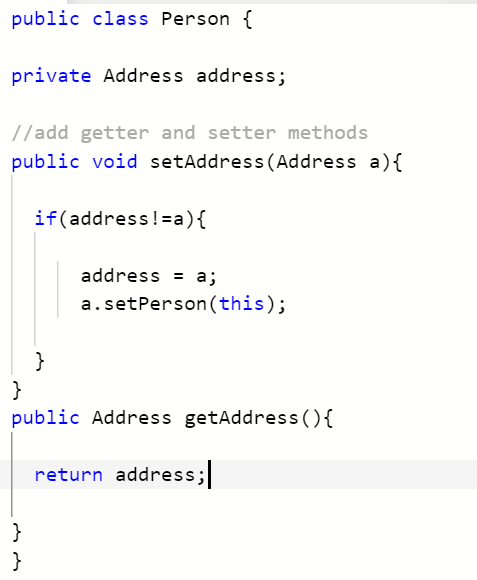 public class Person {
private Address address;
//add getter and setter methods
public void setAddress(Address a){
if(address!=a){
address = a;
a.setPerson(this);
}
}
public Address getAddress(){
return address;
}
}